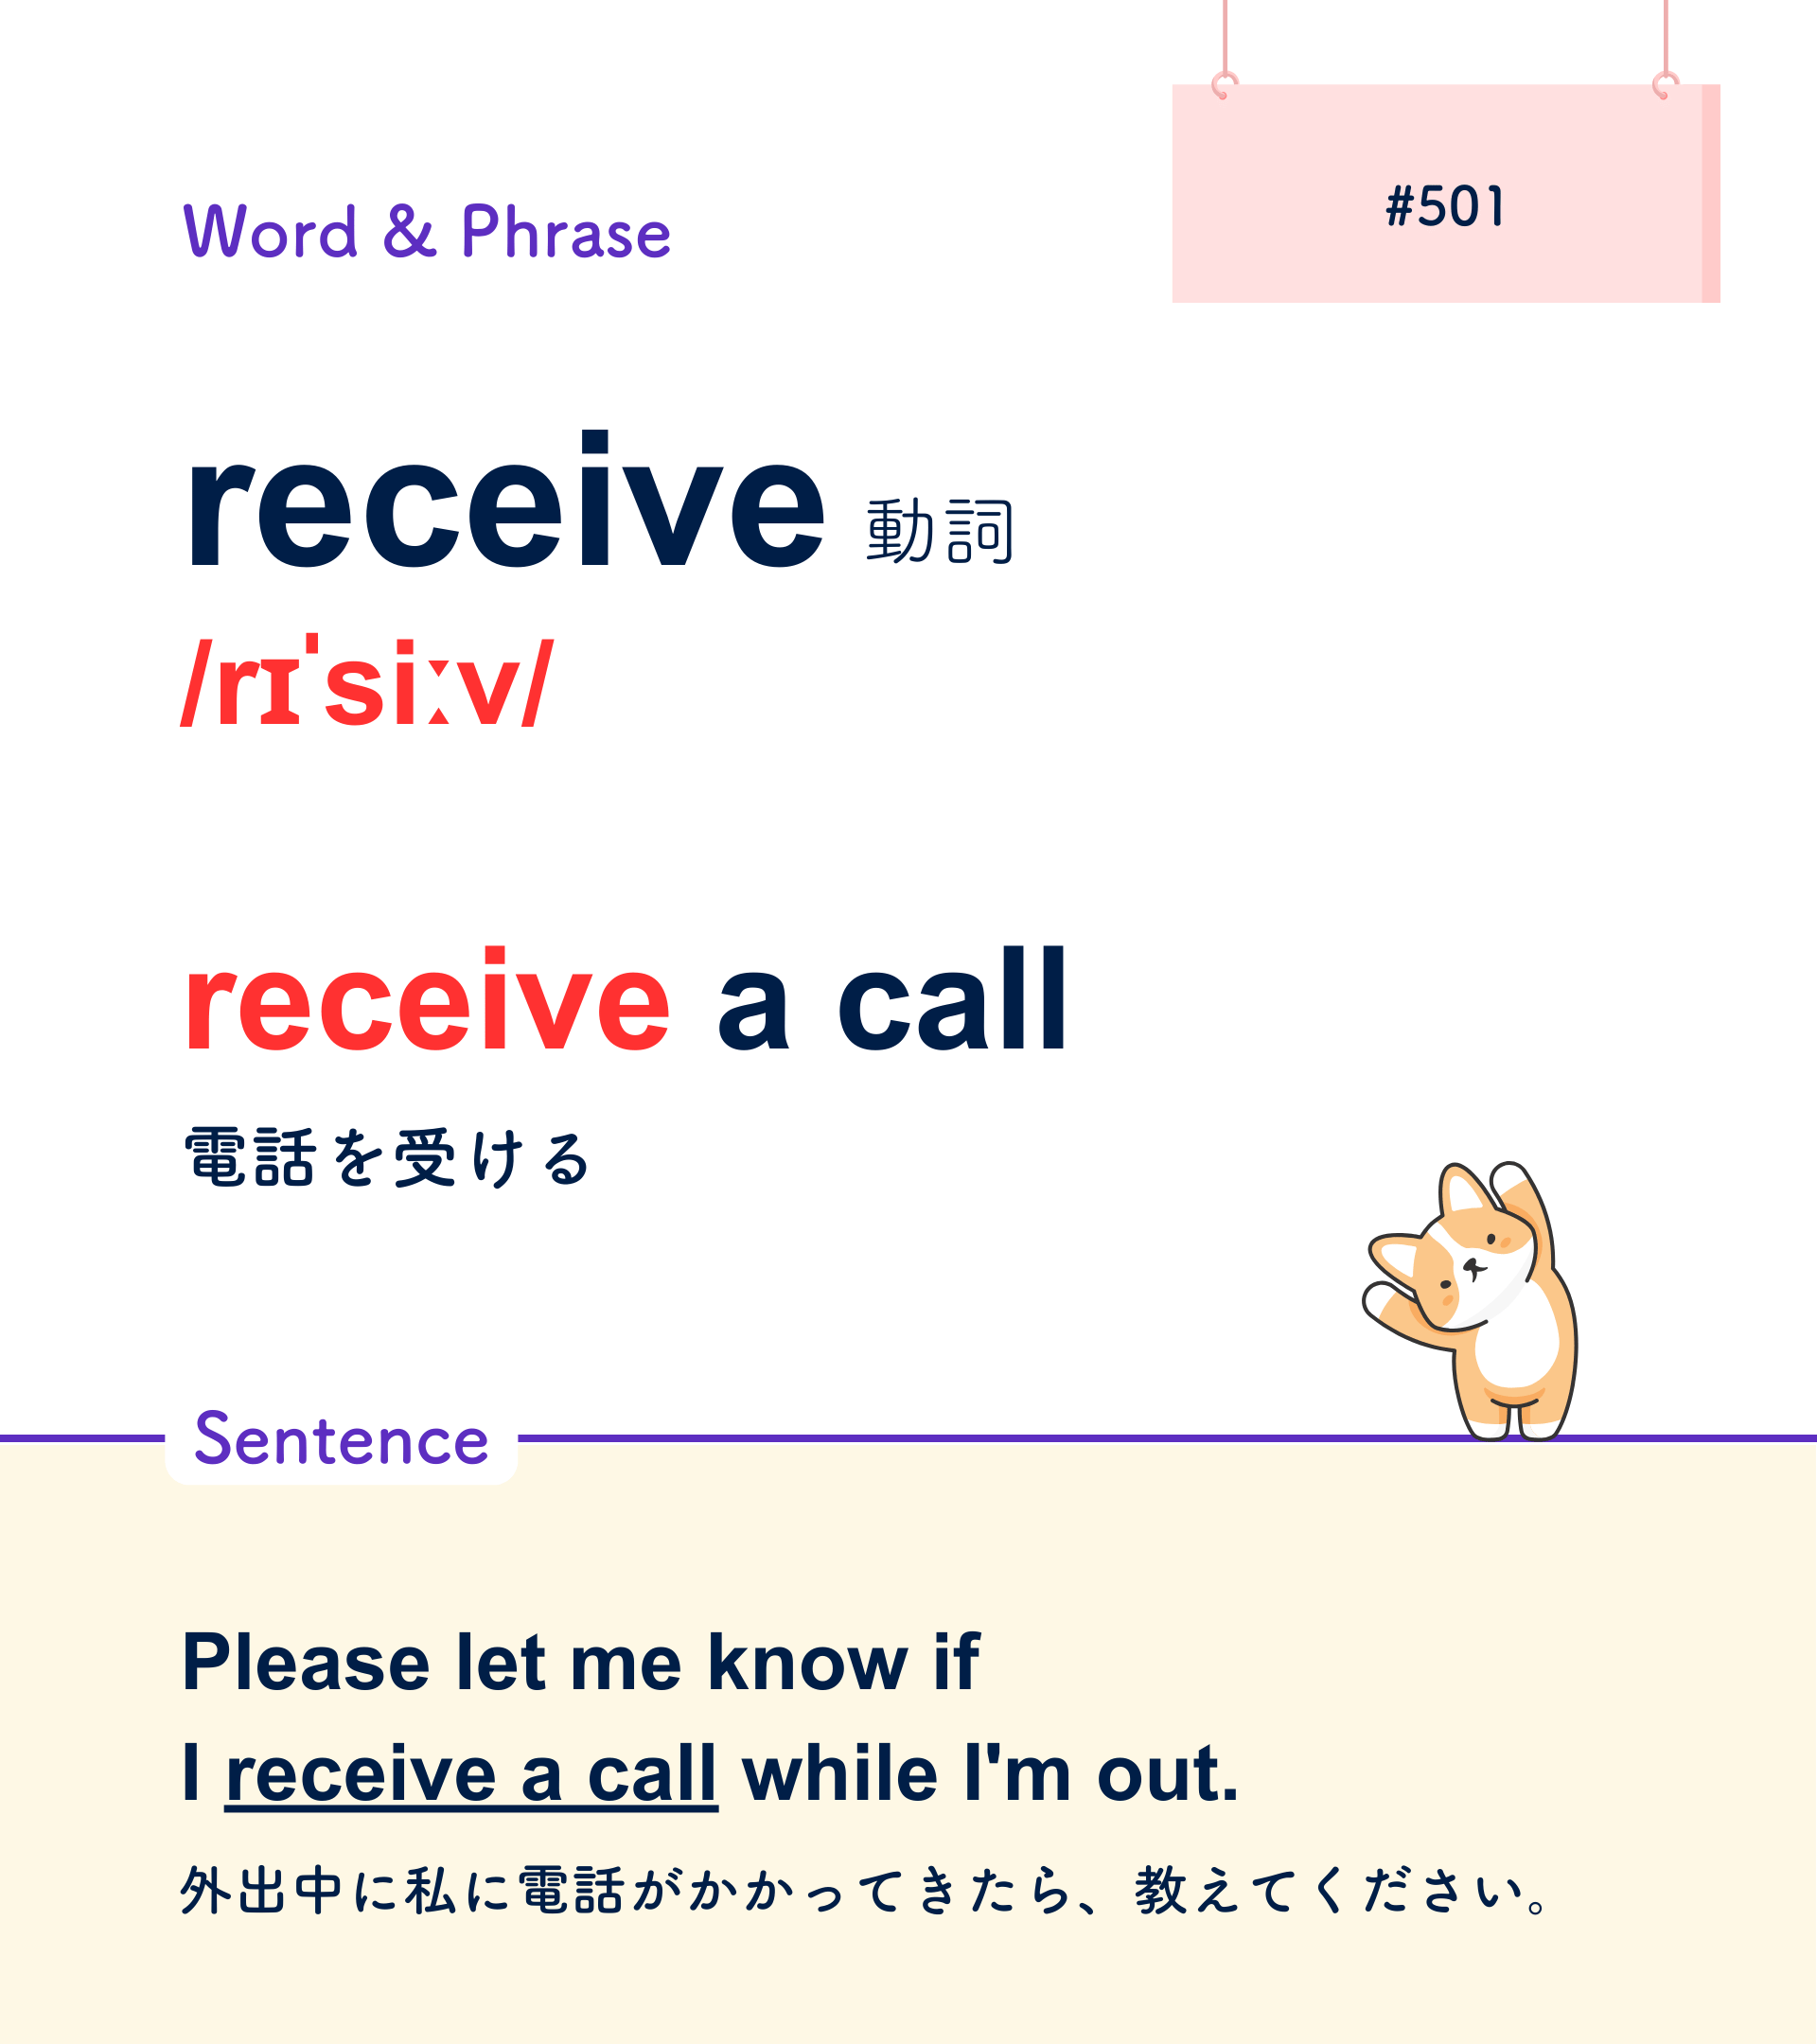 Word & Phrase
#501
receive 動詞
/rɪˈsiːv/
receive a call
電話を受ける
Sentence
Please let me know if
I receive a call while I'm out.
外出中に私に電話がかかってきたら、教えてください。